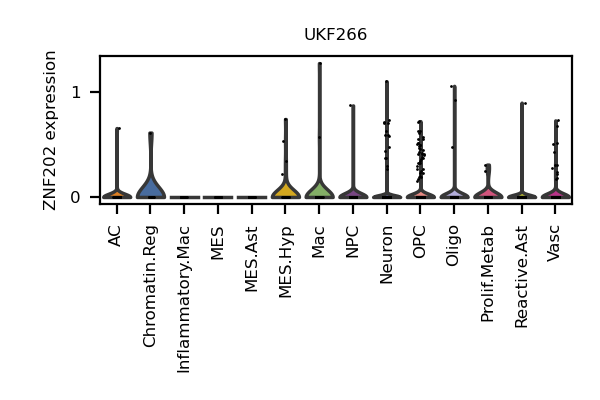 UKF266
ZNF202 expression
1
0
AC
Chromatin.Reg
Inflammatory.Mac
MES
MES.Ast
MES.Hyp
Mac
NPC
Neuron
OPC
Oligo
Prolif.Metab
Reactive.Ast
Vasc